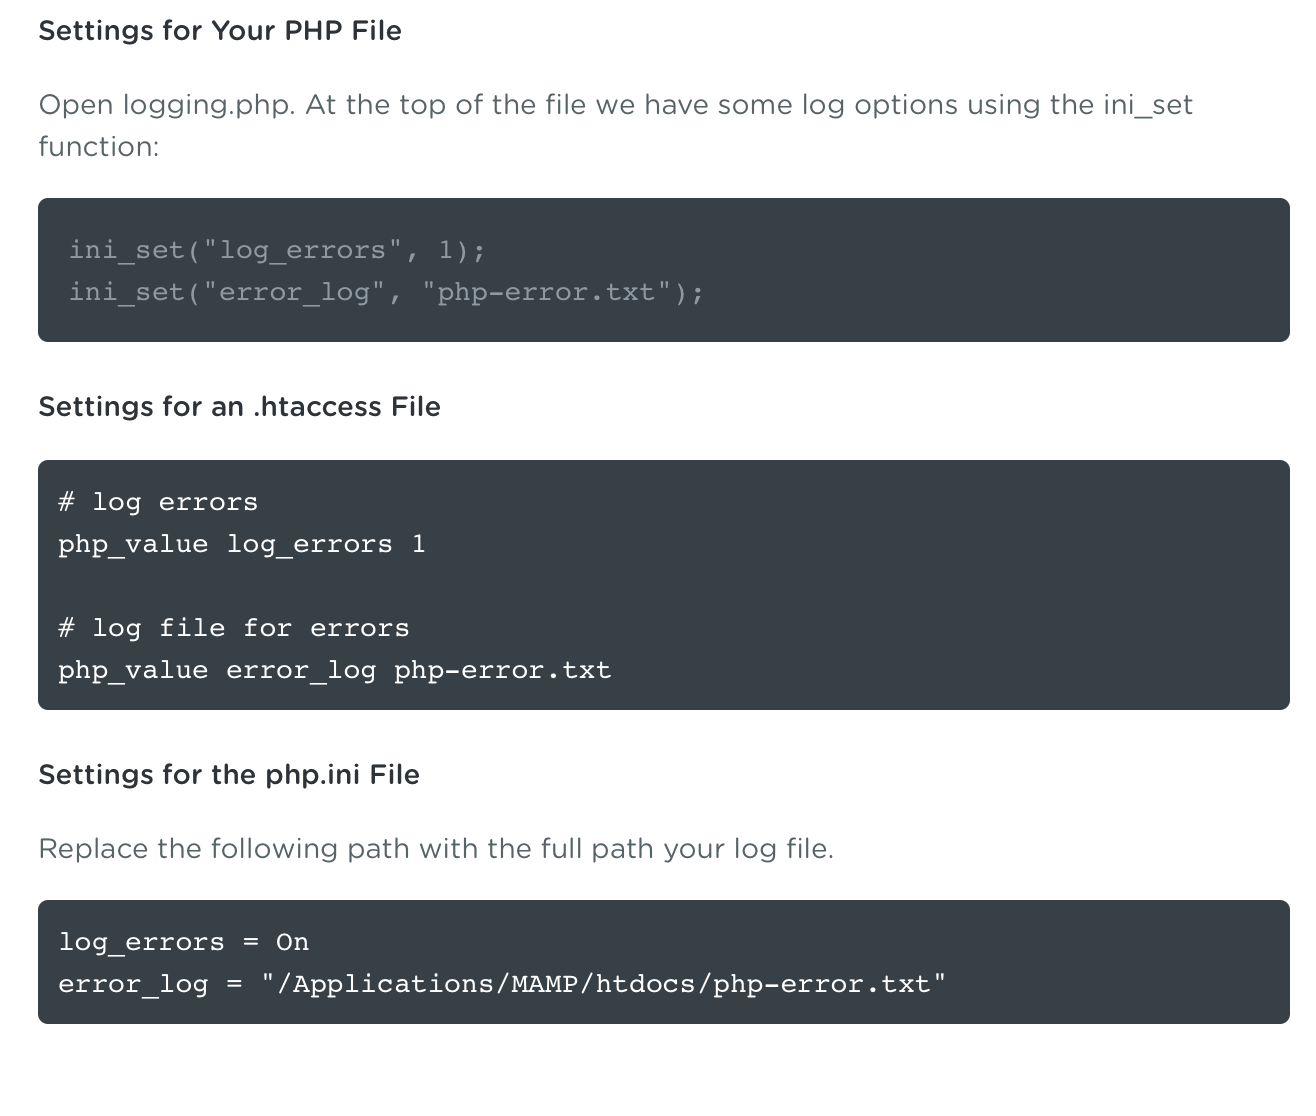 Settings for Your PHP File
Open logging.php. At the top of the file we have some log options using the ini_set
function:
ini_set("log_errors", 1);
ini_set("error_log", "php-error.txt");
Settings for an .htaccess File
# log errors
php_value log_errors 1
# log file for errors
php_value error_log php-error.txt
Settings for the php.ini File
Replace the following path with the full path your log file.
log_errors = On
error_log = "/Applications/MAMP/htdocs/php-error.txt"